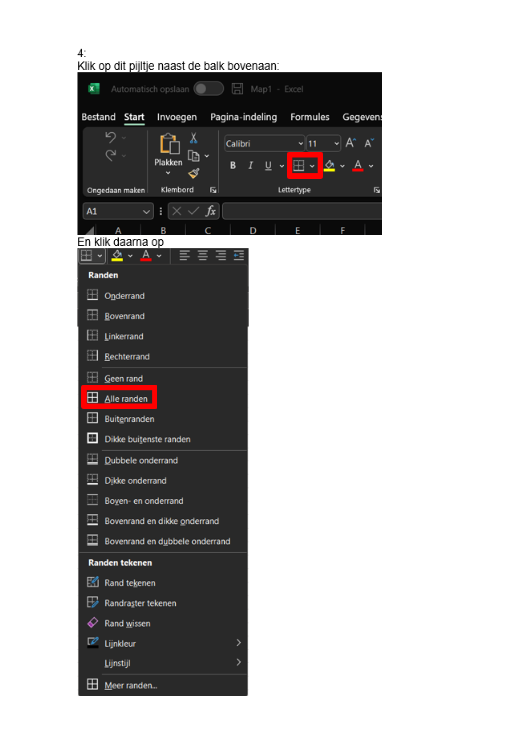 4:
Klik op dit pijltje naast de balk bovenaan:
Automatisch opslaan Map1 - Excel
Bestand Start Invoegen Pagina-indeling Formules Gegevens
Calibri 11 A A
Plakken
B I U A
Ongedaan maken Klembord Lettertype
A1 fx
A B C D E F
En klik daarna op
A
Randen
Onderrand
Bovenrand
Linkerrand
Rechterrand
Geen rand
Alle randen
Buitenranden
Dikke buitenste randen
Dubbele onderrand
Dikke onderrand
Boven- en onderrand
Bovenrand en dikke onderrand
Bovenrand en dubbele onderrand
Randen tekenen
Rand tekenen
Randraster tekenen
Rand wissen
Lijnkleur
Lijnstijl
Meer randen...